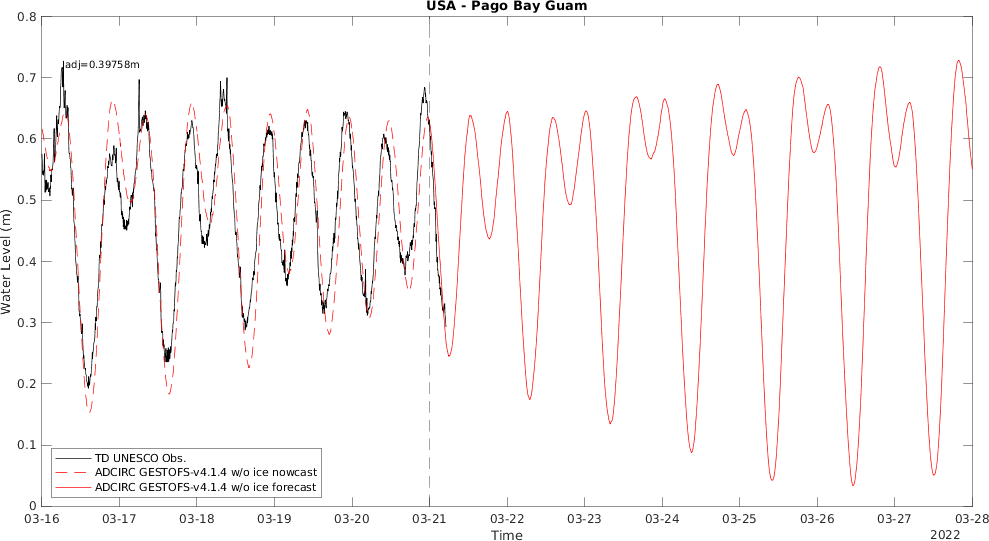 USA - Pago Bay Guam
adj=0.39758m
0.8
0.7
0.6
0.5
0.4
0.3
0.2
0.1
0
Water Level (m)
TD UNESCO Obs.
ADCIRC GESTOFS-v4.1.4 w/o ice nowcast
ADCIRC GESTOFS-v4.1.4 w/o ice forecast
03-16 03-17 03-18 03-19 03-20 03-21 03-22 03-23 03-24 03-25 03-26 03-27 03-28
Time
2022